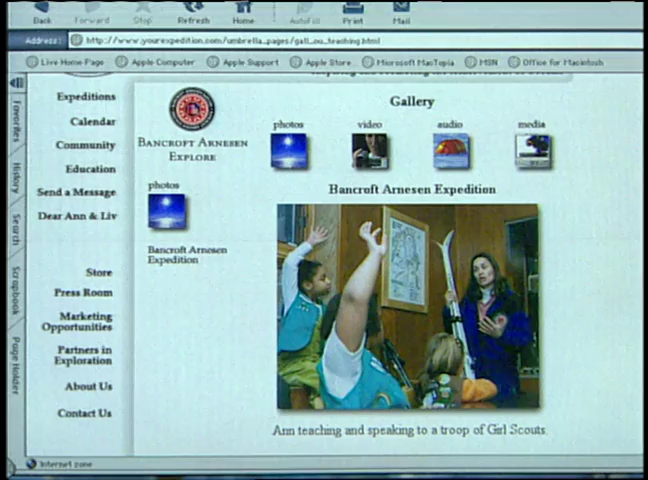 Back Forward Stop Refresh Home AutoFill Print Mail
Address: http://www.yourexpedition.com/umbrella_pages/gall_ou_teaching.html
Live Home Page Apple Computer Apple Support Apple Store Microsoft MacTopia MSN Office for Macintosh
Favorites
History
Search
Scrapbook
Page Holder
Expeditions
Calendar
Community
Education
Send a Message
Dear Ann & Liv
Store
Press Room
Marketing
Opportunities
Partners in
Exploration
About Us
Contact Us
Bancroft Arnesen
Explore
photos
Bancroft Arnesen
Expedition
Gallery
photos video audio media
Bancroft Arnesen Expedition
Ann teaching and speaking to a troop of Girl Scouts.
Internet zone